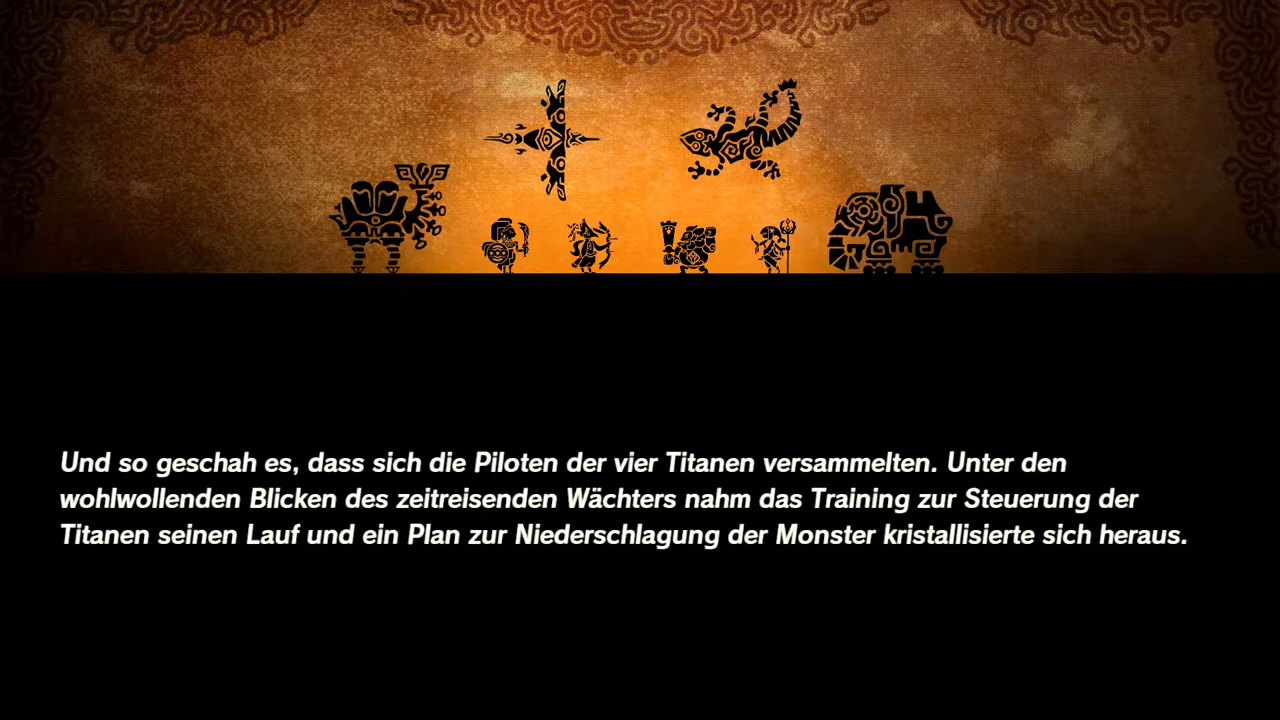 Und so geschah es, dass sich die Piloten der vier Titanen versammelten. Unter den
wohlwollenden Blicken des zeitreisenden Wächters nahm das Training zur Steuerung der
Titanen seinen Lauf und ein Plan zur Niederschlagung der Monster kristallisierte sich heraus.